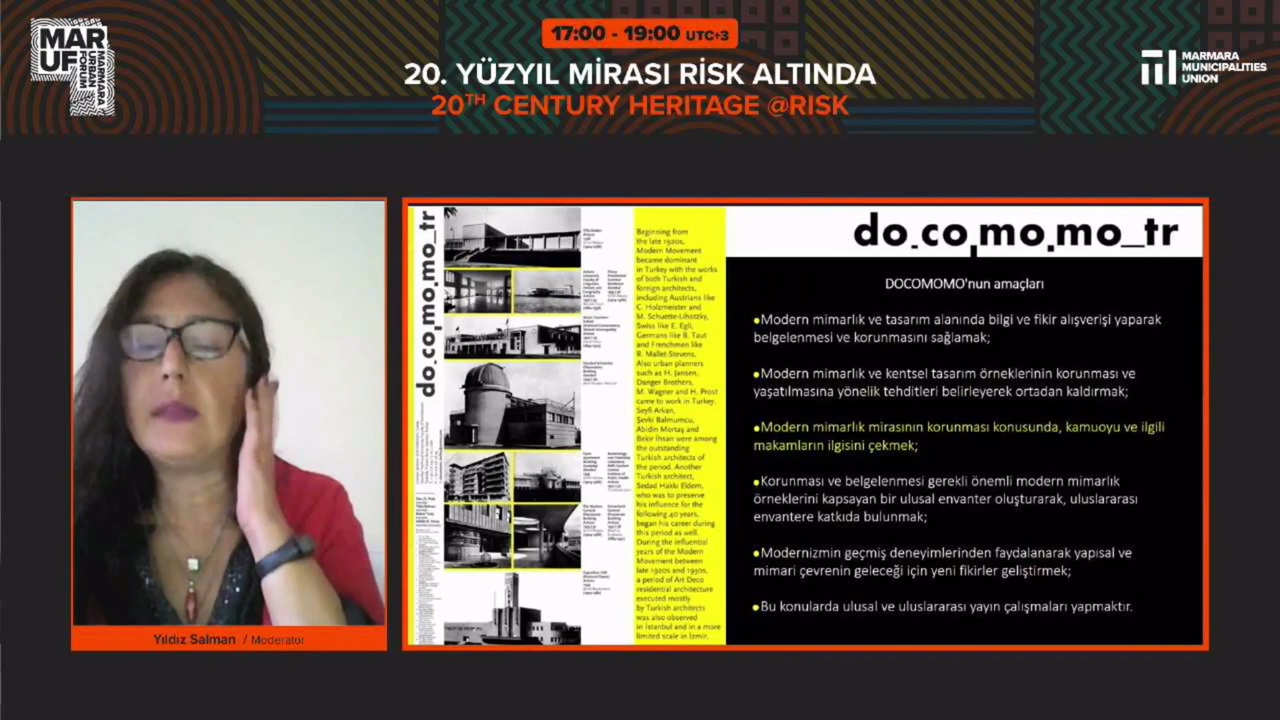 MAR
UF
MARMARA
URBAN
FORUM
17:00 - 19:00 UTC+3
20. YÜZYIL MİRASI RİSK ALTINDA
20TH CENTURY HERITAGE @RISK
MARMARA
MUNICIPALITIES
UNION
Yıldız Salman / Moderator
do.co,mo.mo_tr
Beginning from
the late 1920s,
Modern Movement
became dominant
in Turkey with the works
of both Turkish and
foreign architects,
including Austrians like
C. Holzmeister and
M. Schuette-Lihotzky,
Swiss like E. Egli,
Germans like B. Taut
and Frenchmen like
R. Mallet-Stevens.
Also urban planners
such as H. Jansen,
Danger Brothers,
M. Wagner and H. Prost
came to work in Turkey.
Seyfi Arkan,
Şevki Balmumcu,
Abidin Mortaş and
Bekir İhsan were among
the outstanding
Turkish architects of
the period. Another
Turkish architect,
Sedad Hakkı Eldem,
who was to preserve
his influence for the
following 40 years,
began his career during
this period as well.
During the influential
years of the Modern
Movement between
late 1920s and 1930s,
a period of Art Deco
residential architecture
executed mostly
by Turkish architects
was also observed
in İstanbul and in a more
limited scale in İzmir.
do.co,mo.mo_tr
DOCOMOMO'nun amaçları
●Modern mimarlık ve tasarım alanında bilgi ve fikir alışverişi yaparak
belgelenmesi ve korunmasını sağlamak;
●Modern mimarlık ve kentsel tasarım örneklerinin korunması ve
yaşatılmasına yönelik tehditleri belirleyerek ortadan kaldırmak;
●Modern mimarlık mirasının korunması konusunda, kamuoyu ve ilgili
makamların ilgisini çekmek;
●Korunması ve belgelenmesi gerekli önemli modern mimarlık
örneklerini kapsayan bir ulusal envanter oluşturarak, uluslararası
envantere katkıda bulunmak;
●Modernizmin geçmiş deneyimlerinden faydalanarak yapısal ve
mimari çevrenin geleceği için yeni fikirler geliştirmek;
●Bu konularda ulusal ve uluslararası yayın çalışmaları yapmaktır.